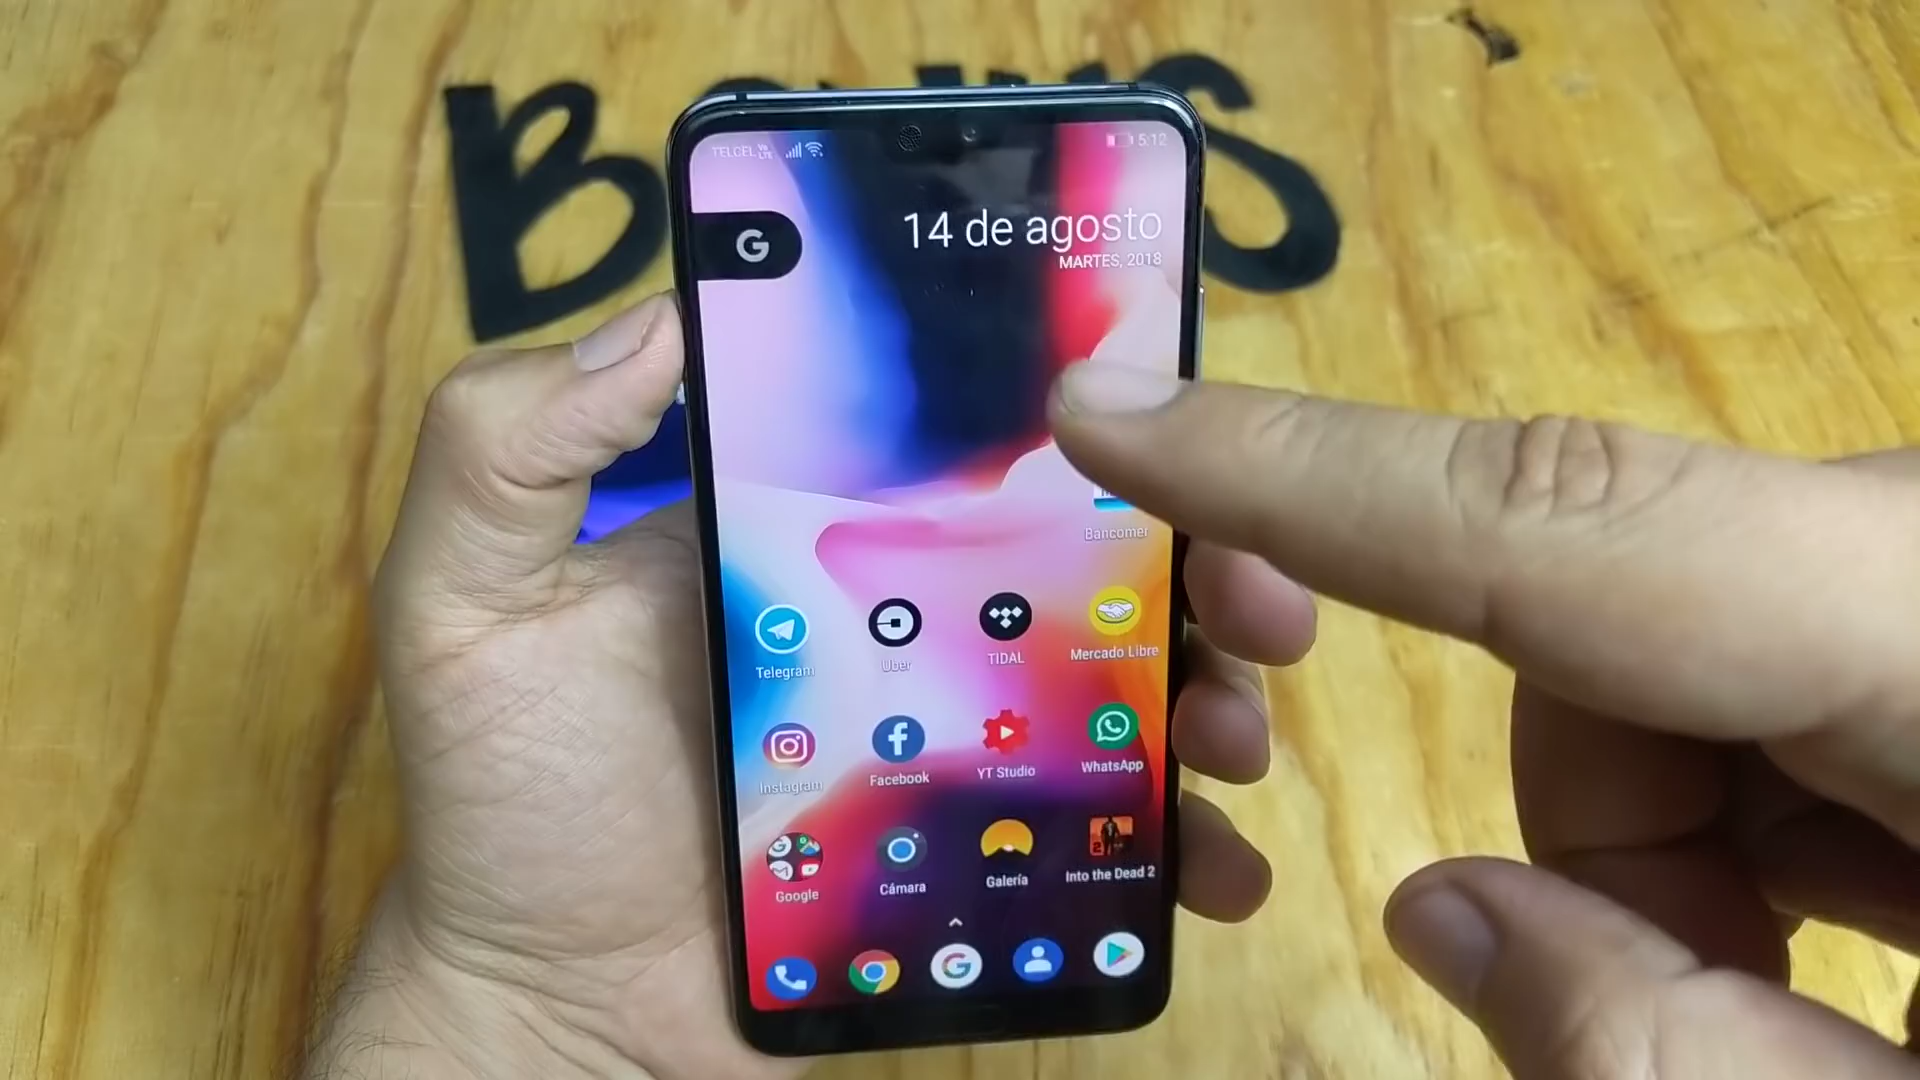 TELCEL
5:12
G
14 de agosto
MARTES, 2018
Bancomer
Telegram
Uber
TIDAL
Mercado Libre
Instagram
Facebook
YT Studio
WhatsApp
Google
Cámara
Galería
Into the Dead 2